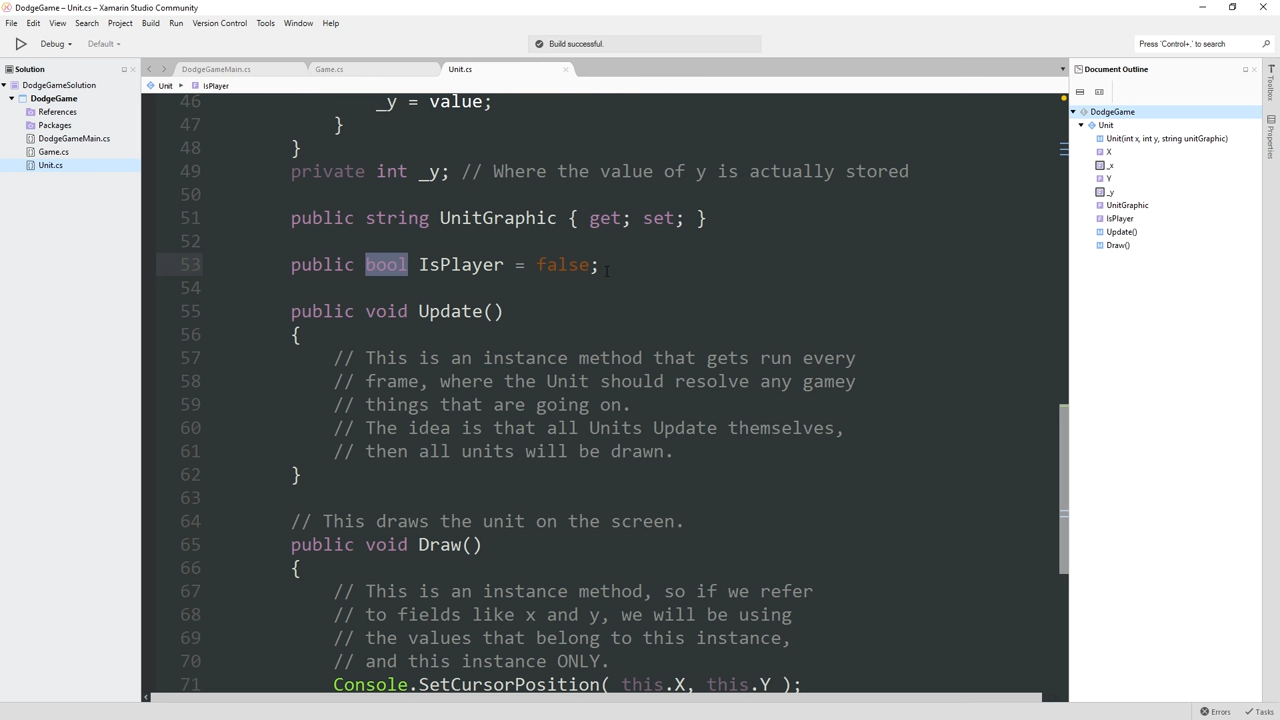 DodgeGame – Unit.cs - Xamarin Studio Community
File Edit View Search Project Build Run Version Control Tools Window Help
Debug Default Build successful. Press 'Control+,' to search
Solution
DodgeGameSolution
DodgeGame
References
Packages
DodgeGameMain.cs
Game.cs
Unit.cs
DodgeGameMain.cs Game.cs Unit.cs
Unit IsPlayer
46 _y = value;
47 }
48 }
49 private int _y; // Where the value of y is actually stored
50
51 public string UnitGraphic { get; set; }
52
53 public bool IsPlayer = false;
54
55 public void Update()
56 {
57 // This is an instance method that gets run every
58 // frame, where the Unit should resolve any gamey
59 // things that are going on.
60 // The idea is that all Units Update themselves,
61 // then all units will be drawn.
62 }
63
64 // This draws the unit on the screen.
65 public void Draw()
66 {
67 // This is an instance method, so if we refer
68 // to fields like x and y, we will be using
69 // the values that belong to this instance,
70 // and this instance ONLY.
71 Console.SetCursorPosition( this.X, this.Y );
Document Outline
DodgeGame
Unit
Unit(int x, int y, string unitGraphic)
X
_x
Y
_y
UnitGraphic
IsPlayer
Update()
Draw()
Toolbox
Properties
Errors Tasks